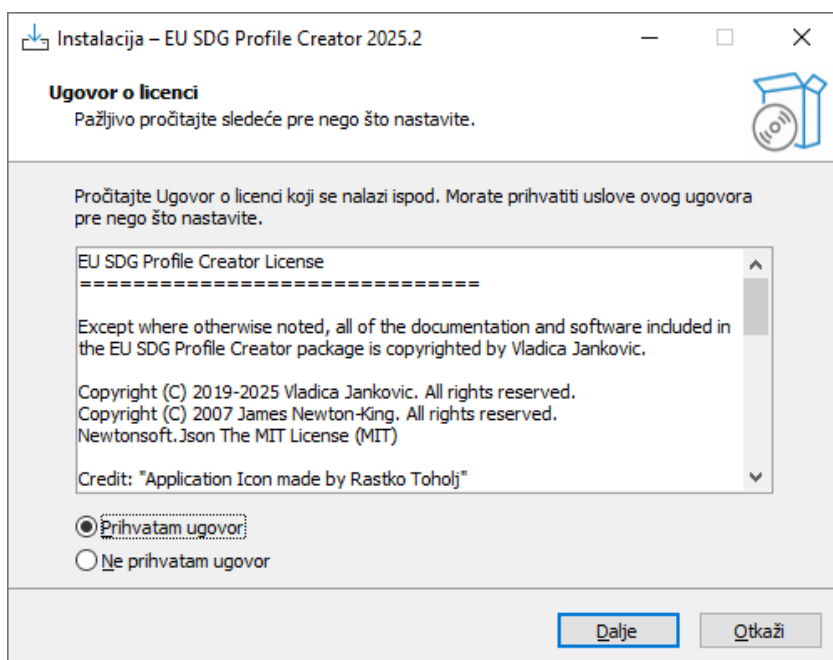 Instalacija – EU SDG Profile Creator 2025.2
Ugovor o licenci
Pažljivo pročitajte sledeće pre nego što nastavite.
Pročitajte Ugovor o licenci koji se nalazi ispod. Morate prihvatiti uslove ovog ugovora
pre nego što nastavite.
EU SDG Profile Creator License
==============================
Except where otherwise noted, all of the documentation and software included in
the EU SDG Profile Creator package is copyrighted by Vladica Jankovic.
Copyright (C) 2019-2025 Vladica Jankovic. All rights reserved.
Copyright (C) 2007 James Newton-King. All rights reserved.
Newtonsoft.Json The MIT License (MIT)
Credit: "Application Icon made by Rastko Toholj"
Prihvatam ugovor
Ne prihvatam ugovor
Dalje
Otkaži